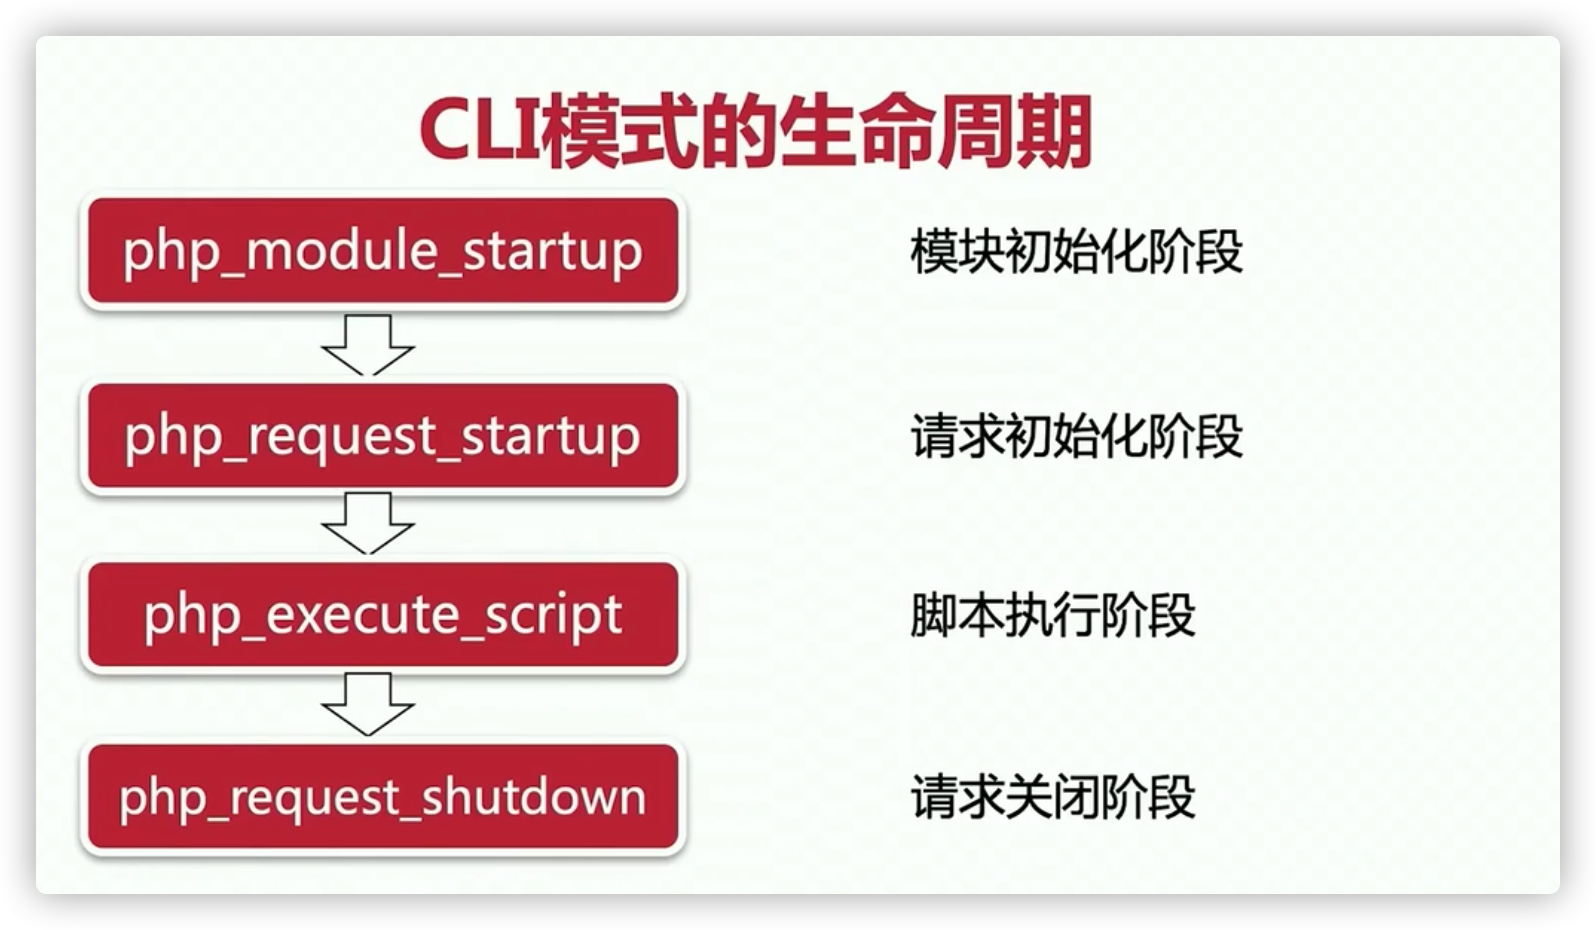 CLI模式的生命周期
php_module_startup
模块初始化阶段
php_request_startup
请求初始化阶段
php_execute_script
脚本执行阶段
php_request_shutdown
请求关闭阶段